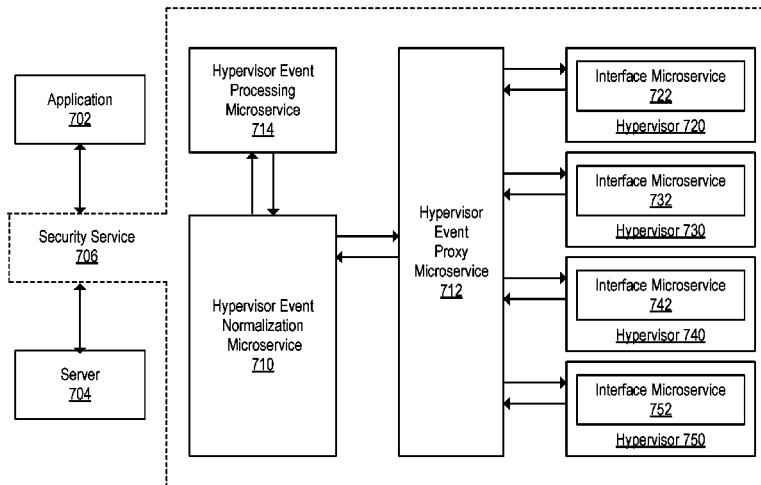 Application
702
Security Service
706
Server
704
Hypervisor Event
Processing
Microservice
714
Hypervisor Event
Normalization
Microservice
710
Hypervisor
Event
Proxy
Microservice
712
Interface Microservice
722
Hypervisor 720
Interface Microservice
732
Hypervisor 730
Interface Microservice
742
Hypervisor 740
Interface Microservice
752
Hypervisor 750